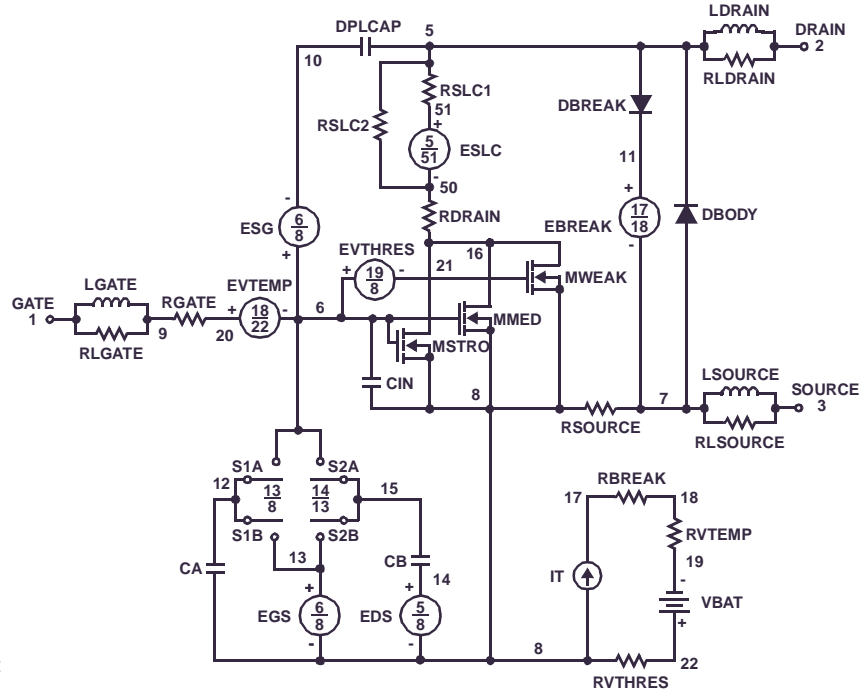 LDRAIN
DPLCAP
5
DRAIN
2
10
RLDRAIN
RSLC1
51
DBREAK
RSLC2
+
5
51
ESLC
-
11
50
-
+
RDRAIN
17
18
DBODY
6
8
ESG
EBREAK
-
+
EVTHRES
16
+
19
8
-
21
MWEAK
LGATE
EVTEMP
GATE
1
RGATE
+
18
22
-
6
MMED
9
20
MSTRO
RLGATE
LSOURCE
CIN
8
7
SOURCE
3
RSOURCE
RLSOURCE
S1A
S2A
12
13
8
14
13
15
RBREAK
17
18
S1B
S2B
RVTEMP
13
CB
19
CA
IT
-
14
+
+
VBAT
EGS
6
8
EDS
5
8
+
-
-
8
22
RVTHRES